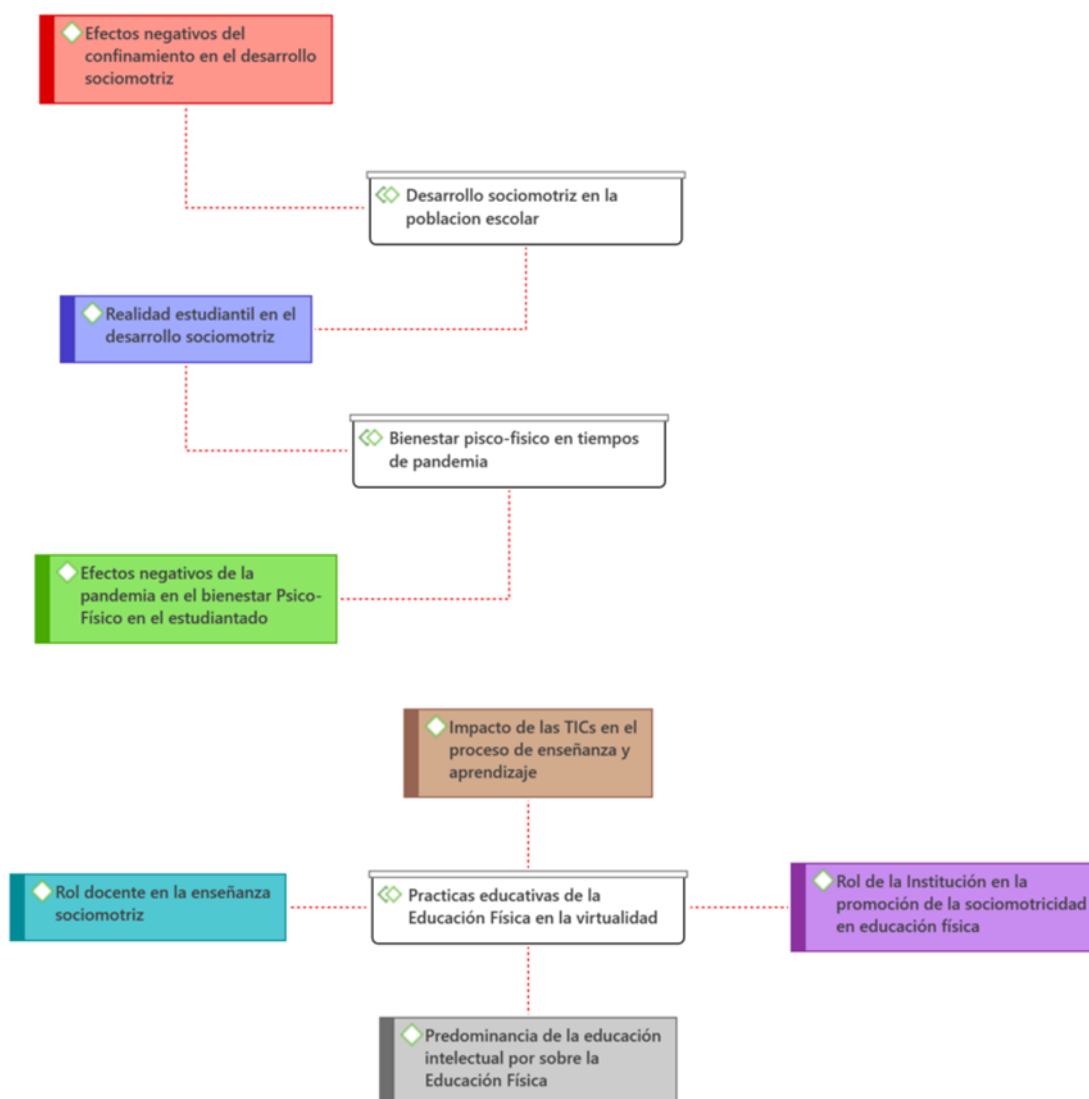 Efectos negativos del
confinamiento en el desarrollo
sociomotriz
Desarrollo sociomotriz en la
poblacion escolar
Realidad estudiantil en el
desarrollo sociomotriz
Bienestar pisco-fisico en tiempos
de pandemia
Efectos negativos de la
pandemia en el bienestar Psico-
Físico en el estudiantado
Impacto de las TICs en el
proceso de enseñanza y
aprendizaje
Rol docente en la enseñanza
sociomotriz
Practicas educativas de la
Educación Física en la virtualidad
Rol de la Institución en la
promoción de la sociomotricidad
en educación física
Predominancia de la educación
intelectual por sobre la
Educación Física